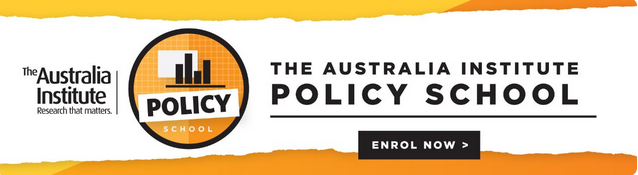 The Australia
Institute
Research that matters.
POLICY
SCHOOL
THE AUSTRALIA INSTITUTE
POLICY SCHOOL
ENROL NOW >